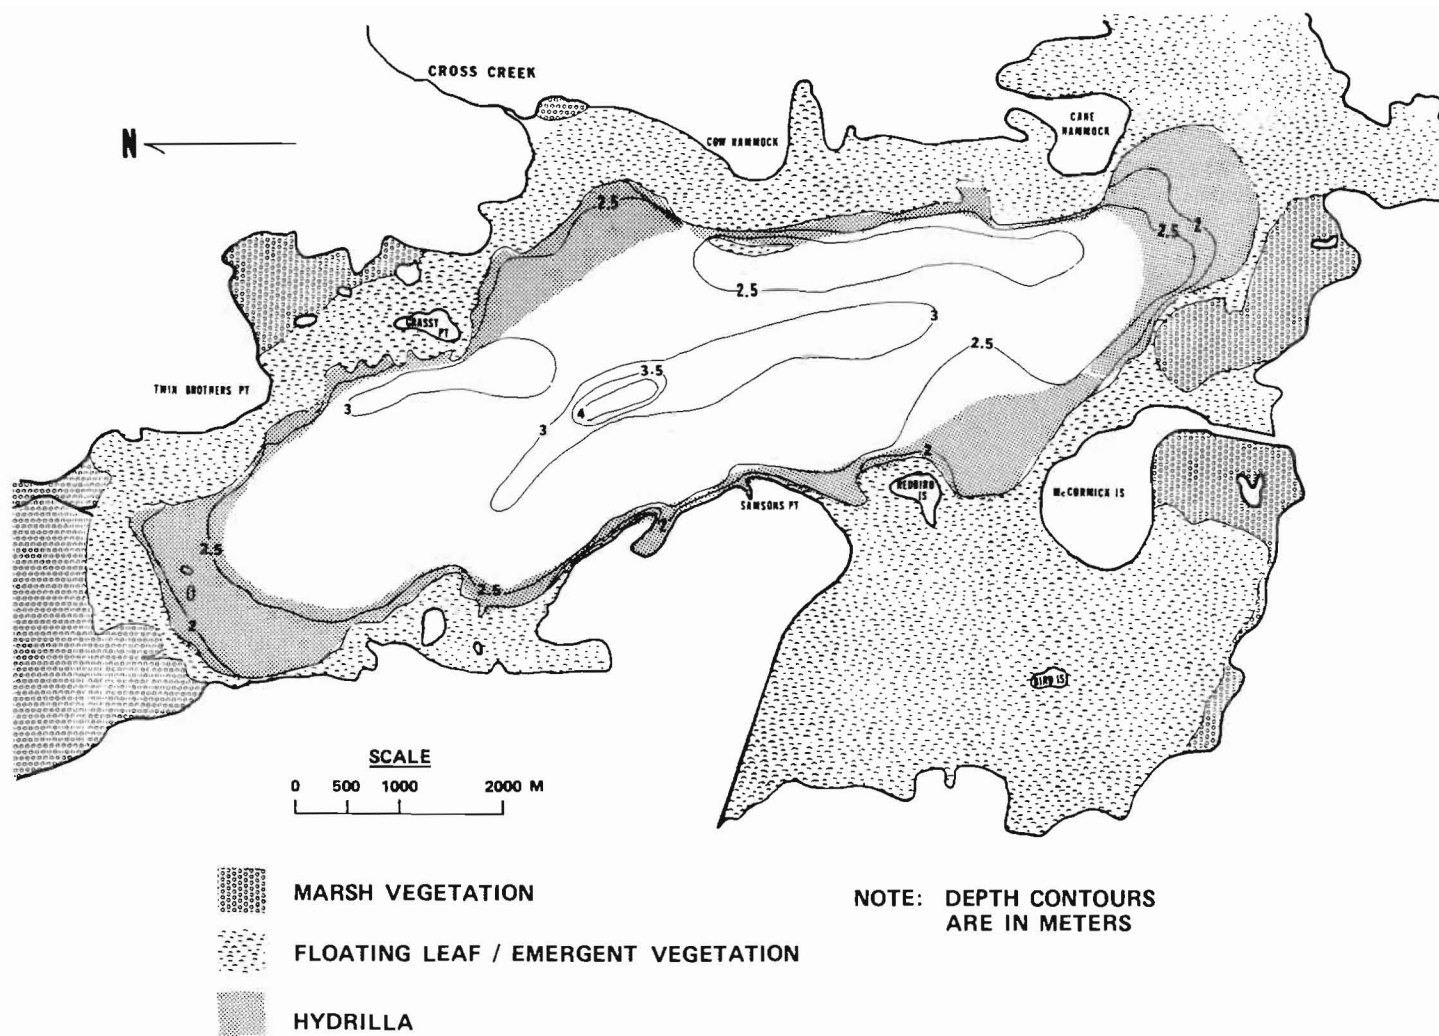 CROSS CREEK
N
COW HAMMOCK
CANE
HAMMOCK
2.5
2.5
2
2.5
GRASSY
PT
3
3.5
2.5
TWIN BROTHERS PT
3
4
3
2
REDBIRD
IS
McCORMICK IS
SAMSONS PT
2
2.5
2.5
2
BIRD IS
SCALE
0 500 1000 2000 M
MARSH VEGETATION
NOTE: DEPTH CONTOURS
ARE IN METERS
FLOATING LEAF / EMERGENT VEGETATION
HYDRILLA